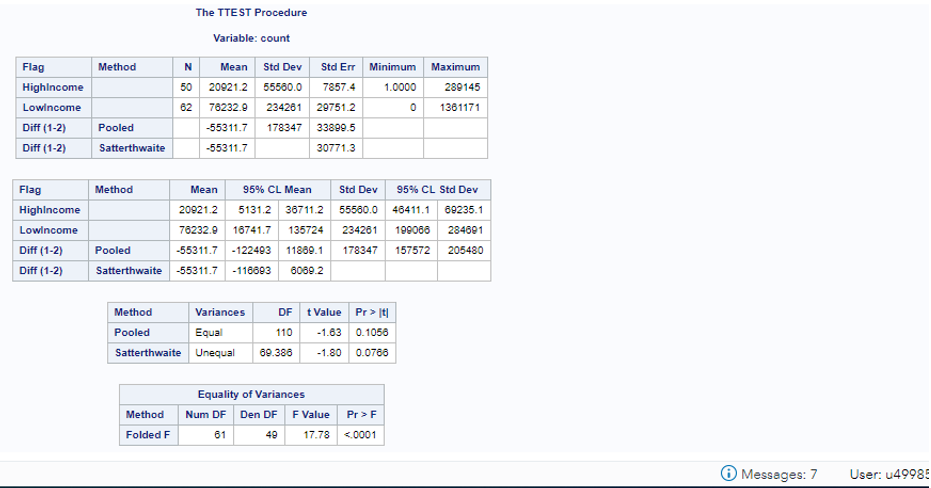 The TTEST Procedure
Variable: count
Flag Method N Mean Std Dev Std Err Minimum Maximum
HighIncome 50 20921.2 55560.0 7857.4 1.0000 289145
LowIncome 62 76232.9 234261 29751.2 0 1361171
Diff (1-2) Pooled -55311.7 178347 33899.5
Diff (1-2) Satterthwaite -55311.7 30771.3
Flag Method Mean 95% CL Mean Std Dev 95% CL Std Dev
HighIncome 20921.2 5131.2 36711.2 55560.0 46411.1 69235.1
LowIncome 76232.9 16741.7 135724 234261 199066 284691
Diff (1-2) Pooled -55311.7 -122493 11869.1 178347 157572 205480
Diff (1-2) Satterthwaite -55311.7 -116693 6069.2
Method Variances DF t Value Pr > |t|
Pooled Equal 110 -1.63 0.1056
Satterthwaite Unequal 69.386 -1.80 0.0766
Equality of Variances
Method Num DF Den DF F Value Pr > F
Folded F 61 49 17.78 <.0001
Messages: 7 User: u49985